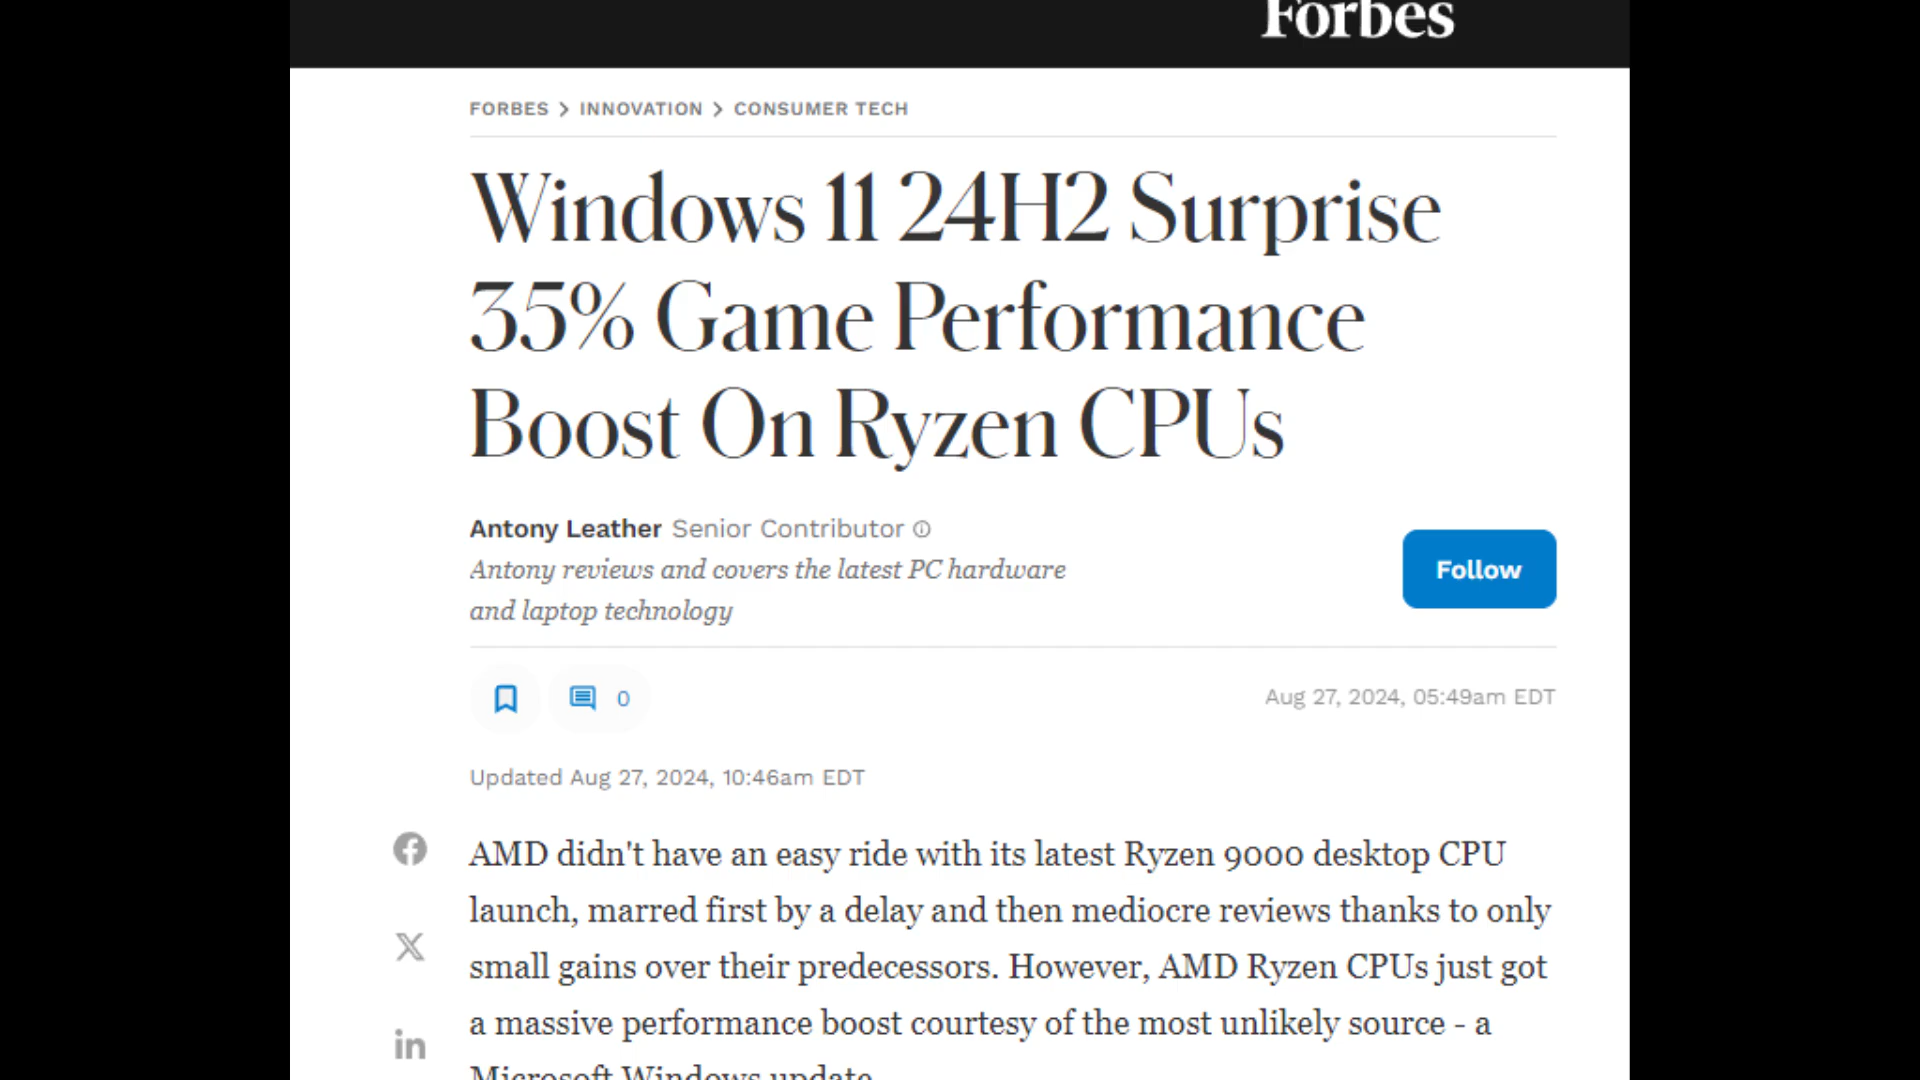 Forbes
FORBES > INNOVATION > CONSUMER TECH
Windows 11 24H2 Surprise
35% Game Performance
Boost On Ryzen CPUs
Antony Leather Senior Contributor
Antony reviews and covers the latest PC hardware
and laptop technology
Follow
0
Aug 27, 2024, 05:49am EDT
Updated Aug 27, 2024, 10:46am EDT
AMD didn't have an easy ride with its latest Ryzen 9000 desktop CPU
launch, marred first by a delay and then mediocre reviews thanks to only
small gains over their predecessors. However, AMD Ryzen CPUs just got
a massive performance boost courtesy of the most unlikely source - a
Microsoft Windows update.